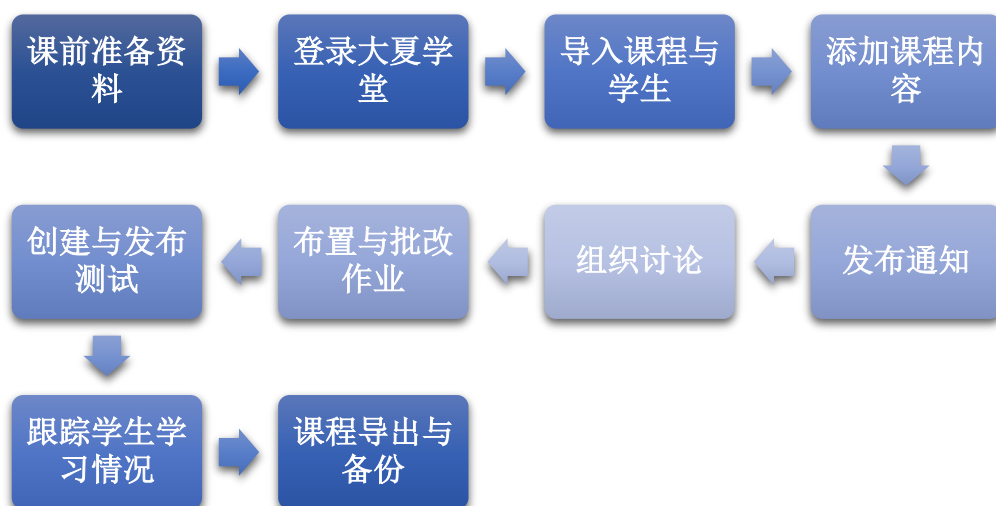 课前准备资
料
登录大夏学
堂
导入课程与
学生
添加课程内
容
发布通知
组织讨论
布置与批改
作业
创建与发布
测试
跟踪学生学
习情况
课程导出与
备份